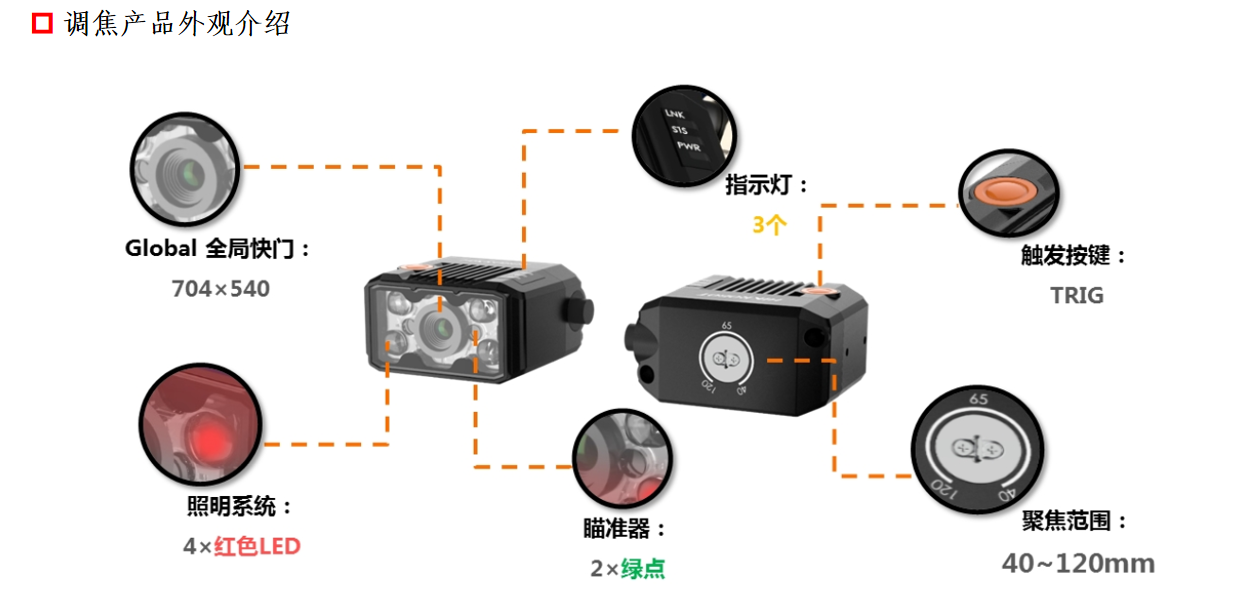 调焦产品外观介绍
LNK
STS
PWR
指示灯：
3个
Global 全局快门：
704×540
触发按键：
TRIG
65
120
40
照明系统：
4×红色LED
瞄准器：
2×绿点
65
120
40
聚焦范围：
40~120mm